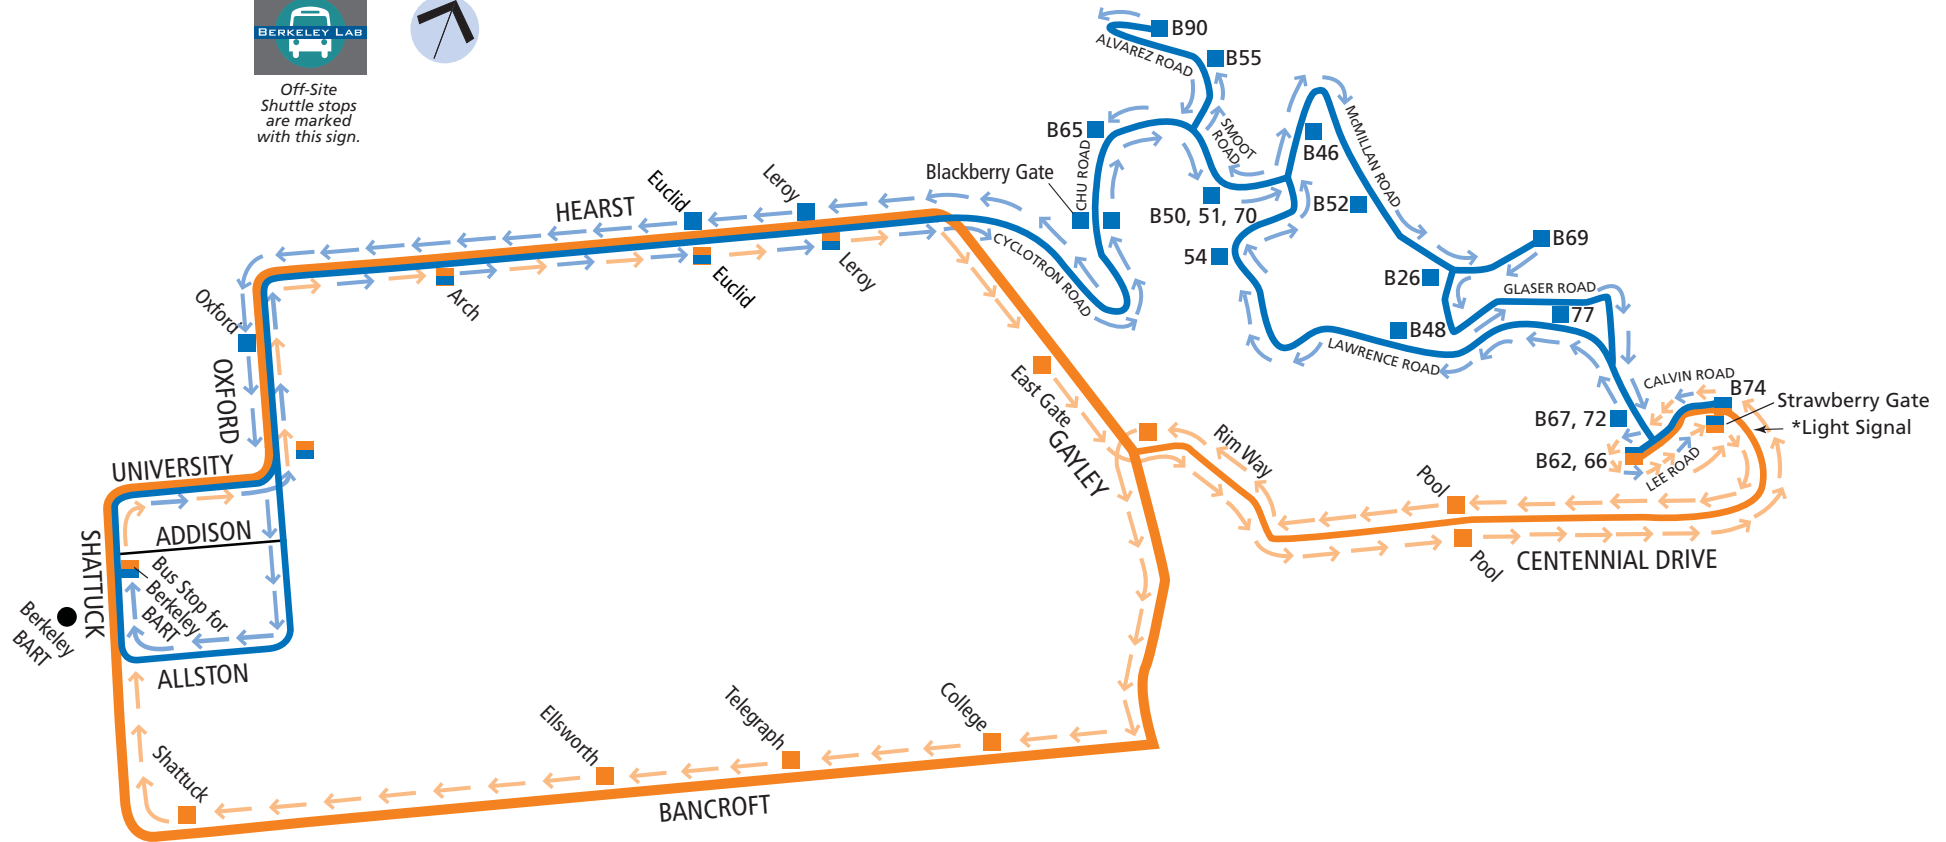 BERKELEY LAB
Off-Site
Shuttle stops
are marked
with this sign.
B90
ALVAREZ ROAD
B55
B65
SMOOT
ROAD
McMILLAN ROAD
B46
Blackberry Gate
CHU ROAD
B50, 51, 70
B52
54
B69
B26
GLASER ROAD
77
B48
LAWRENCE ROAD
CALVIN ROAD
B74
Strawberry Gate
*Light Signal
B67, 72
B62, 66
LEE ROAD
HEARST
Euclid
Leroy
CYCLOTRON ROAD
Arch
Euclid
Leroy
Oxford
OXFORD
UNIVERSITY
ADDISON
SHATTUCK
Bus Stop for
Berkeley
BART
Berkeley
BART
ALLSTON
East Gate
GAYLEY
Rim Way
Pool
Pool
CENTENNIAL DRIVE
Shattuck
Ellsworth
Telegraph
College
BANCROFT